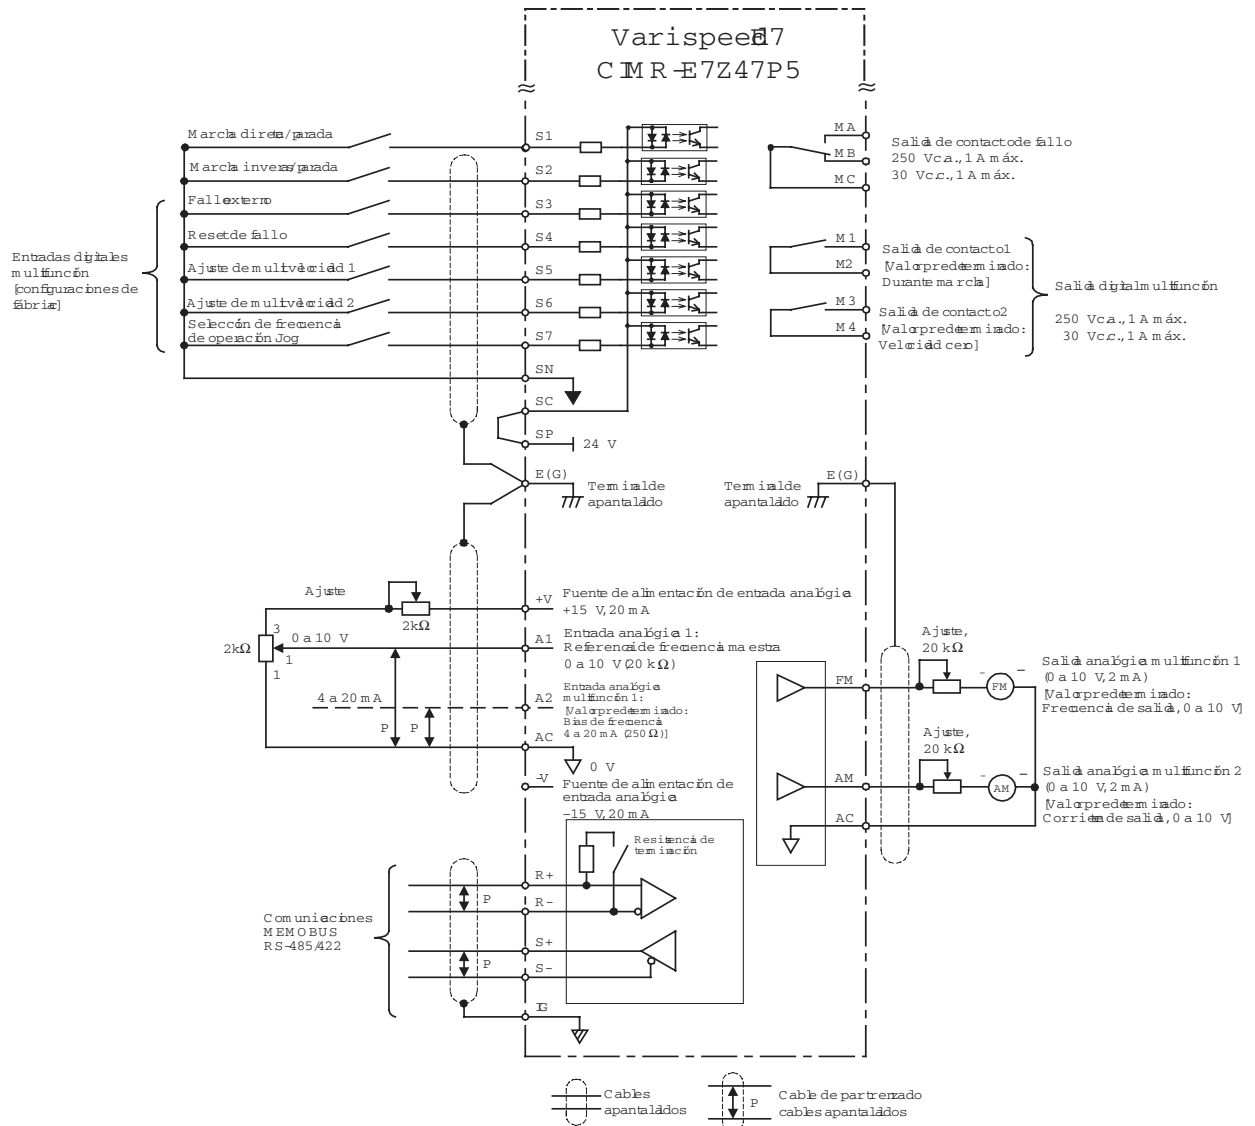 Varispeed E7
CIMR-E7Z47P5
Marcha directa/parada
Marcha inversa/parada
Fallo externo
Reset de fallo
Ajuste de multivelocidad 1
Ajuste de multivelocidad 2
Selección de frecuencia
de operación Jog
Entradas digitales
multifunción
[configuraciones de
fábrica]
S1
S2
S3
S4
S5
S6
S7
SN
SC
SP
24 V
E(G)
Terminal de
apantallado
MA
MB
MC
Salida de contacto de fallo
250 Vc.a., 1 A máx.
30 Vc.c., 1 A máx.
M1
M2
Salida de contacto 1
[Valor predeterminado:
Durante marcha]
M3
M4
Salida de contacto 2
[Valor predeterminado:
Velocidad cero]
Salida digital multifunción
250 Vc.a., 1 A máx.
30 Vc.c., 1 A máx.
Terminal de
apantallado
E(G)
Ajuste
2kΩ
2kΩ
3
0 a 10 V
1
1
4 a 20 mA
P
P
+V
Fuente de alimentación de entrada analógica
+15 V, 20 mA
A1
Entrada analógica 1:
Referencia de frecuencia maestra
0 a 10 V (20 kΩ)
A2
Entrada analógica
multifunción 1:
[Valor predeterminado:
Bias de frecuencia
4 a 20 mA (250 Ω)]
AC
0 V
-V
Fuente de alimentación de
entrada analógica
-15 V, 20 mA
FM
Ajuste,
20 kΩ
-
FM
-
Salida analógica multifunción 1
(0 a 10 V, 2 mA)
[Valor predeterminado:
Frecuencia de salida, 0 a 10 V]
AM
Ajuste,
20 kΩ
-
AM
-
Salida analógica multifunción 2
(0 a 10 V, 2 mA)
[Valor predeterminado:
Corriente de salida, 0 a 10 V]
AC
Resistencia de
terminación
Comunicaciones
MEMOBUS
RS-485/422
P
P
R+
R-
S+
S-
IG
Cables
apantallados
P
Cable de par trenzado
cables apantallados